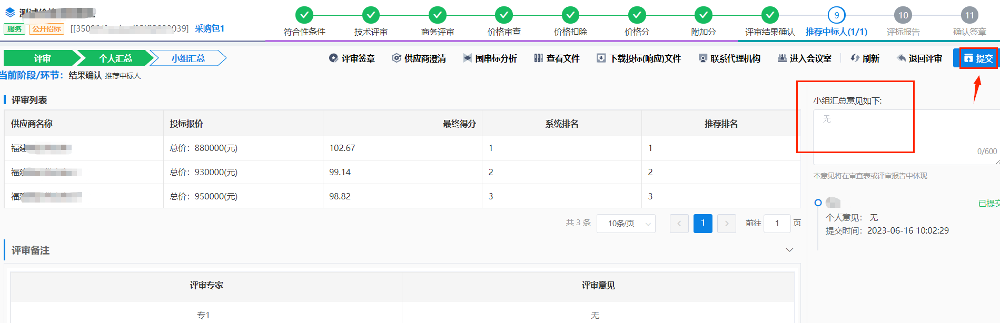 测试价格
服务 公开招标 [[350 039] 采购包1
符合性条件 技术评审 商务评审 价格审查 价格扣除 价格分 附加分 评审结果确认 9 推荐中标人(1/1) 10 评标报告 11 确认签章
评审 个人汇总 小组汇总 评审签章 供应商澄清 围串标分析 查看文件 下载投标(响应)文件 联系代理机构 进入会议室 刷新 退回评审 提交
当前阶段/环节：结果确认 推荐中标人
评审列表
供应商名称 投标报价 最终得分 系统排名 推荐排名
福建 总价：880000(元) 102.67 1 1
福建 总价：930000(元) 99.14 2 2
福建 总价：950000(元) 98.82 3 3
共 3 条 10条/页 1 前往 1 页
评审备注
评审专家 评审意见
专1 无
小组汇总意见如下:
无
0/600
本意见将在审查表或评审报告中体现
已提交
个人意见： 无
提交时间：2023-06-16 10:02:29